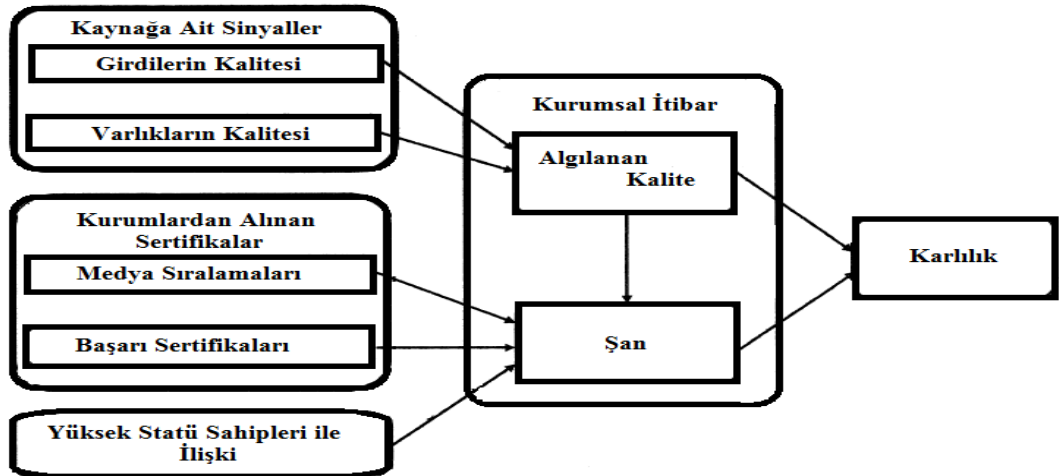 Kaynağa Ait Sinyaller
Girdilerin Kalitesi
Varlıkların Kalitesi
Kurumlardan Alınan
Sertifikalar
Medya Sıralamaları
Başarı Sertifikaları
Yüksek Statü Sahipleri ile
İlişki
Kurumsal İtibar
Algılanan
Kalite
Şan
Karlılık